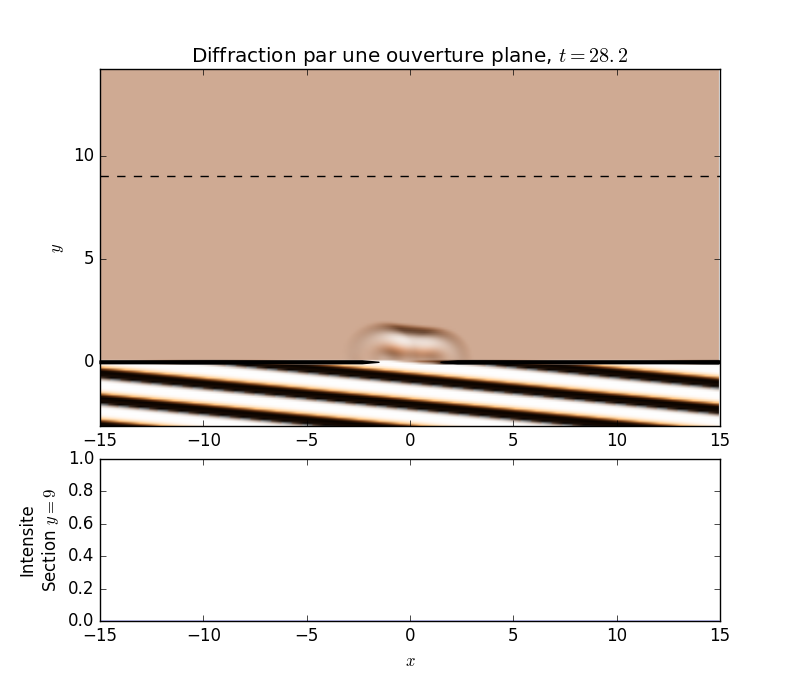 Diffraction par une ouverture plane, t = 28.2
10
5
0
y
−15 −10 −5 0 5 10 15
1.0
0.8
0.6
0.4
0.2
0.0
Intensite
Section y = 9
−15 −10 −5 0 5 10 15
x